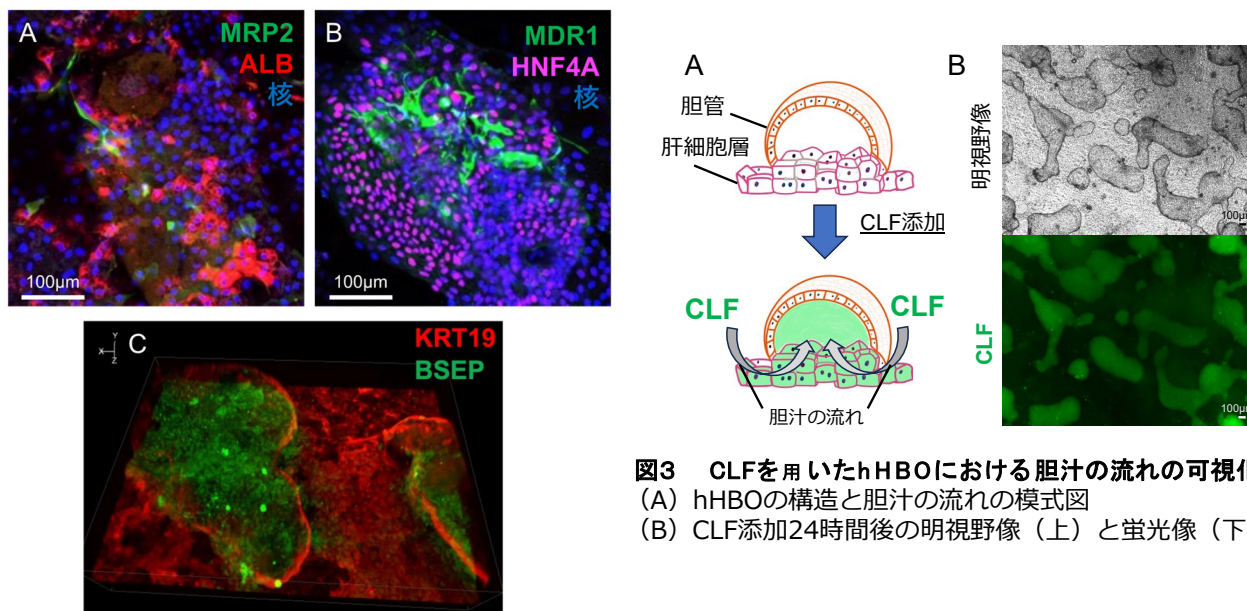 A
MRP2
ALB
核
100μm
B
MDR1
HNF4A
核
100μm
C
Y
X
Z
KRT19
BSEP
A
胆管
肝細胞層
CLF添加
CLF
CLF
胆汁の流れ
B
明視野像
100μm
CLF
100μm
図3　CLFを用いたhHBOにおける胆汁の流れの可視化
（A）hHBOの構造と胆汁の流れの模式図
（B）CLF添加24時間後の明視野像（上）と蛍光像（下